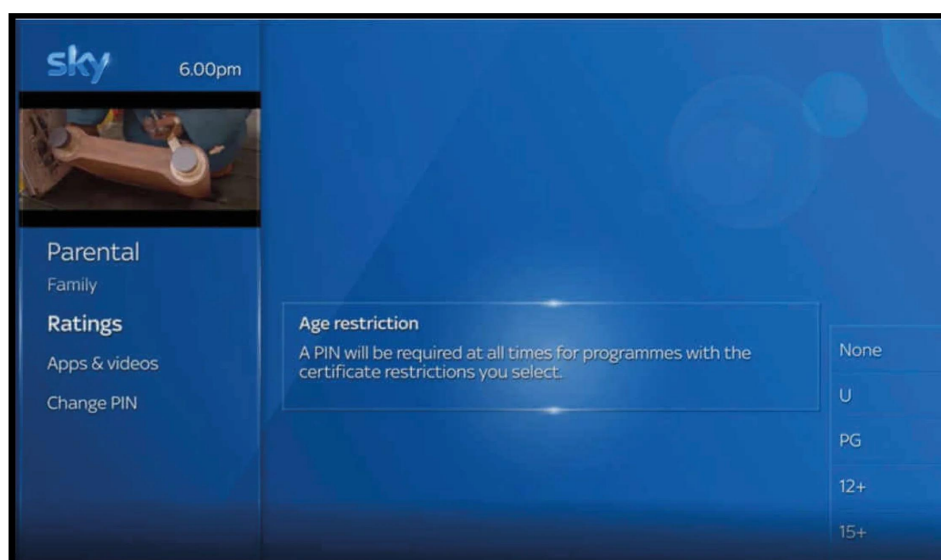 sky
6.00pm
Parental
Family
Ratings
Apps & videos
Change PIN
Age restriction
A PIN will be required at all times for programmes with the
certificate restrictions you select.
None
U
PG
12+
15+